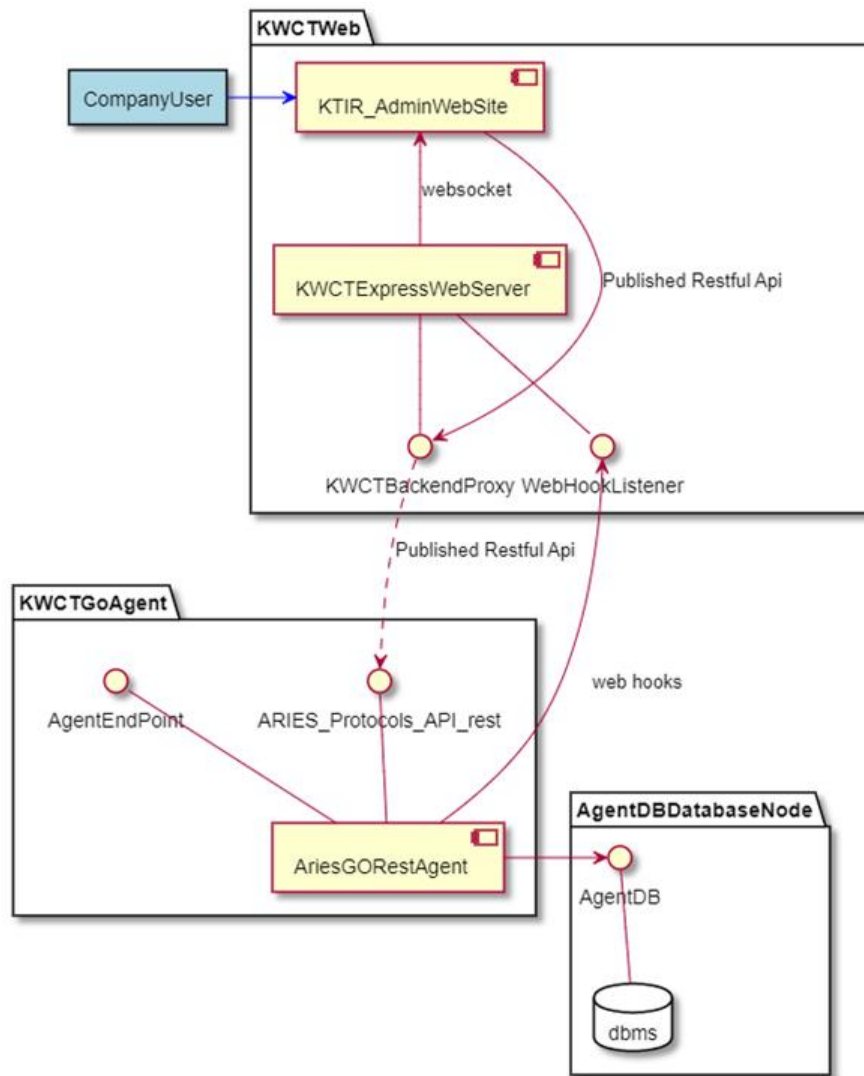 KWCTWeb
CompanyUser
KTIR_AdminWebSite
websocket
KWCTExpressWebServer
Published Restful Api
KWCTBackendProxy
WebHookListener
Published Restful Api
KWCTGoAgent
web hooks
AgentEndPoint
ARIES_Protocols_API_rest
AgentDBDatabaseNode
AriesGORestAgent
AgentDB
dbms